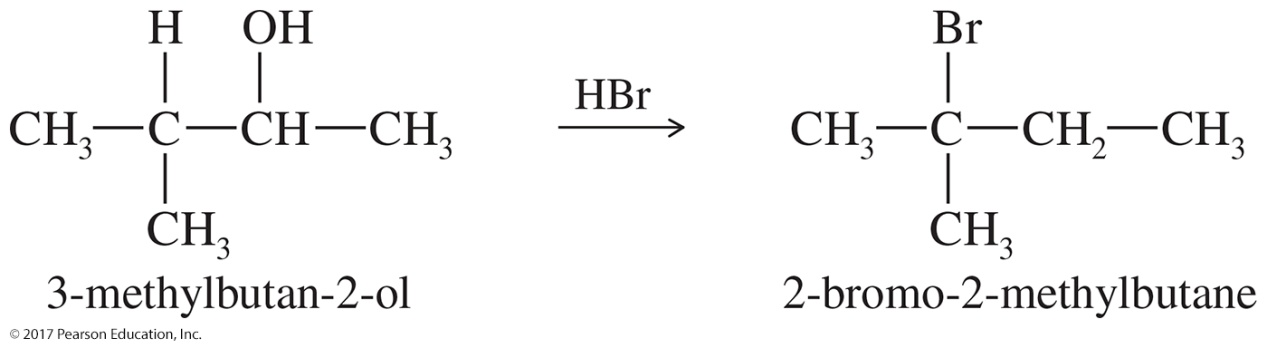 H OH Br
HBr
CH₃—C—CH—CH₃ CH₃—C—CH₂—CH₃
CH₃ CH₃
3-methylbutan-2-ol 2-bromo-2-methylbutane
© 2017 Pearson Education, Inc.